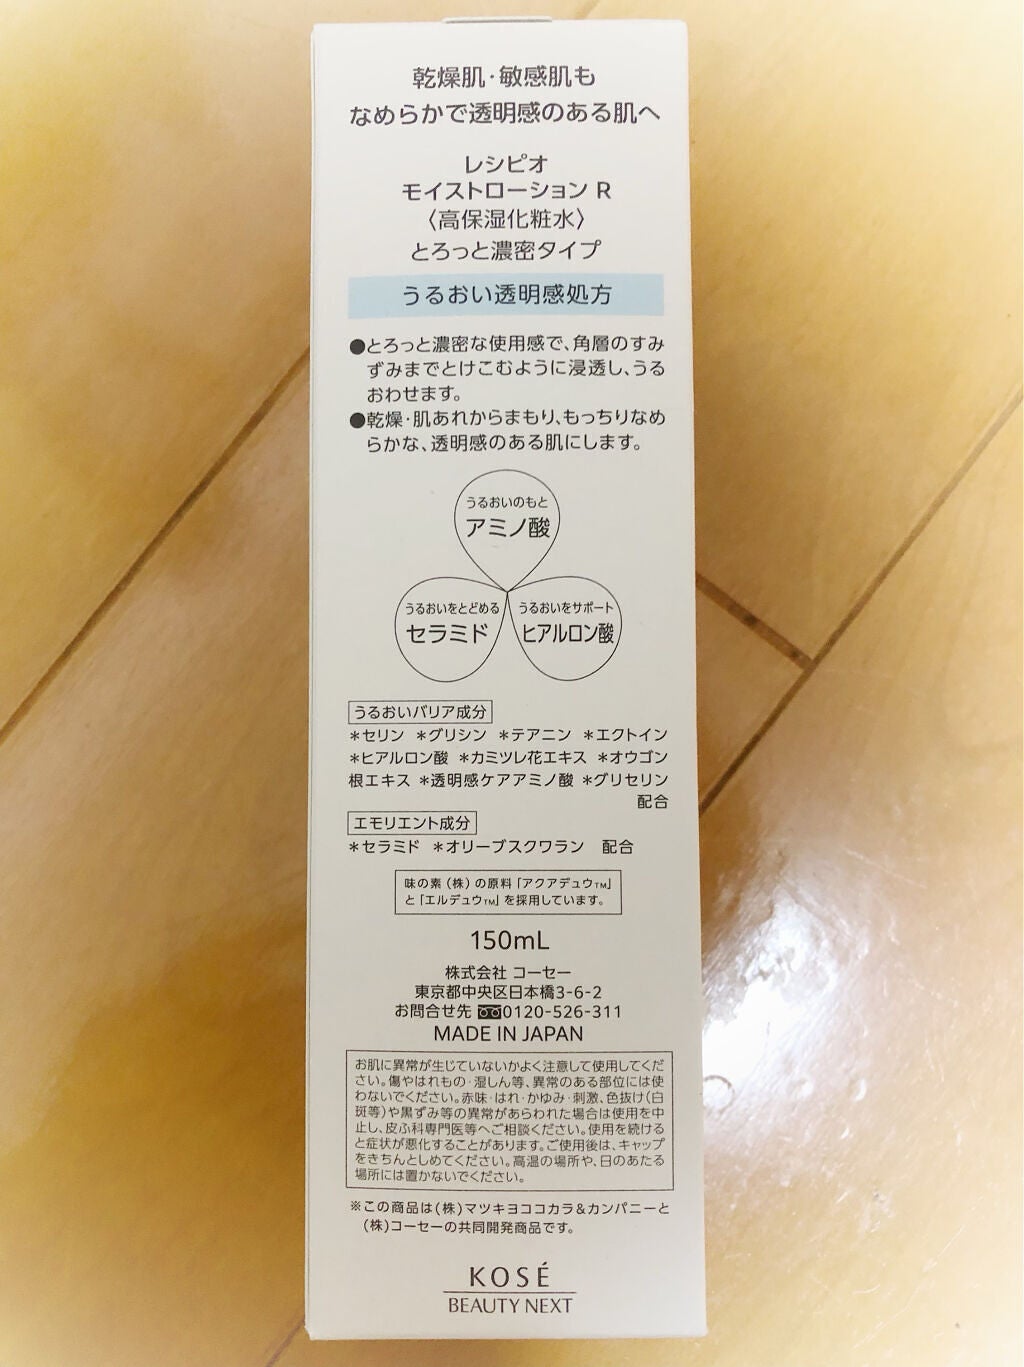 乾燥肌・敏感肌も
なめらかで透明感のある肌へ
レシピオ
モイストローション R
〈高保湿化粧水〉
とろっと濃密タイプ
うるおい透明感処方
●とろっと濃密な使用感で、角層のすみ
ずみまでとけこむように浸透し、うる
おわせます。
●乾燥・肌あれからまもり、もっちりなめ
らかな、透明感のある肌にします。
うるおいのもと
アミノ酸
うるおいをとどめる
セラミド
うるおいをサポート
ヒアルロン酸
うるおいバリア成分
＊セリン ＊グリシン ＊テアニン ＊エクトイン
＊ヒアルロン酸 ＊カミツレ花エキス ＊オウゴン
根エキス ＊透明感ケアアミノ酸 ＊グリセリン
配合
エモリエント成分
＊セラミド ＊オリーブスクワラン 配合
味の素（株）の原料「アクアデュウTM」
と「エルデュウTM」を採用しています。
150mL
株式会社 コーセー
東京都中央区日本橋3-6-2
お問合せ先 0120-526-311
MADE IN JAPAN
お肌に異常が生じていないかよく注意して使用してくだ
さい。傷やはれもの・湿しん等、異常のある部位には使
わないでください。赤味・はれ・かゆみ・刺激、色抜け（白
斑等）や黒ずみ等の異常があらわれた場合は使用を中
止し、皮ふ科専門医等へご相談ください。使用を続ける
と症状が悪化することがあります。ご使用後は、キャップ
をきちんとしめてください。高温の場所や、日のあたる
場所には置かないでください。
※この商品は(株)マツキヨココカラ＆カンパニーと
(株)コーセーの共同開発商品です。
KOSÉ
BEAUTY NEXT